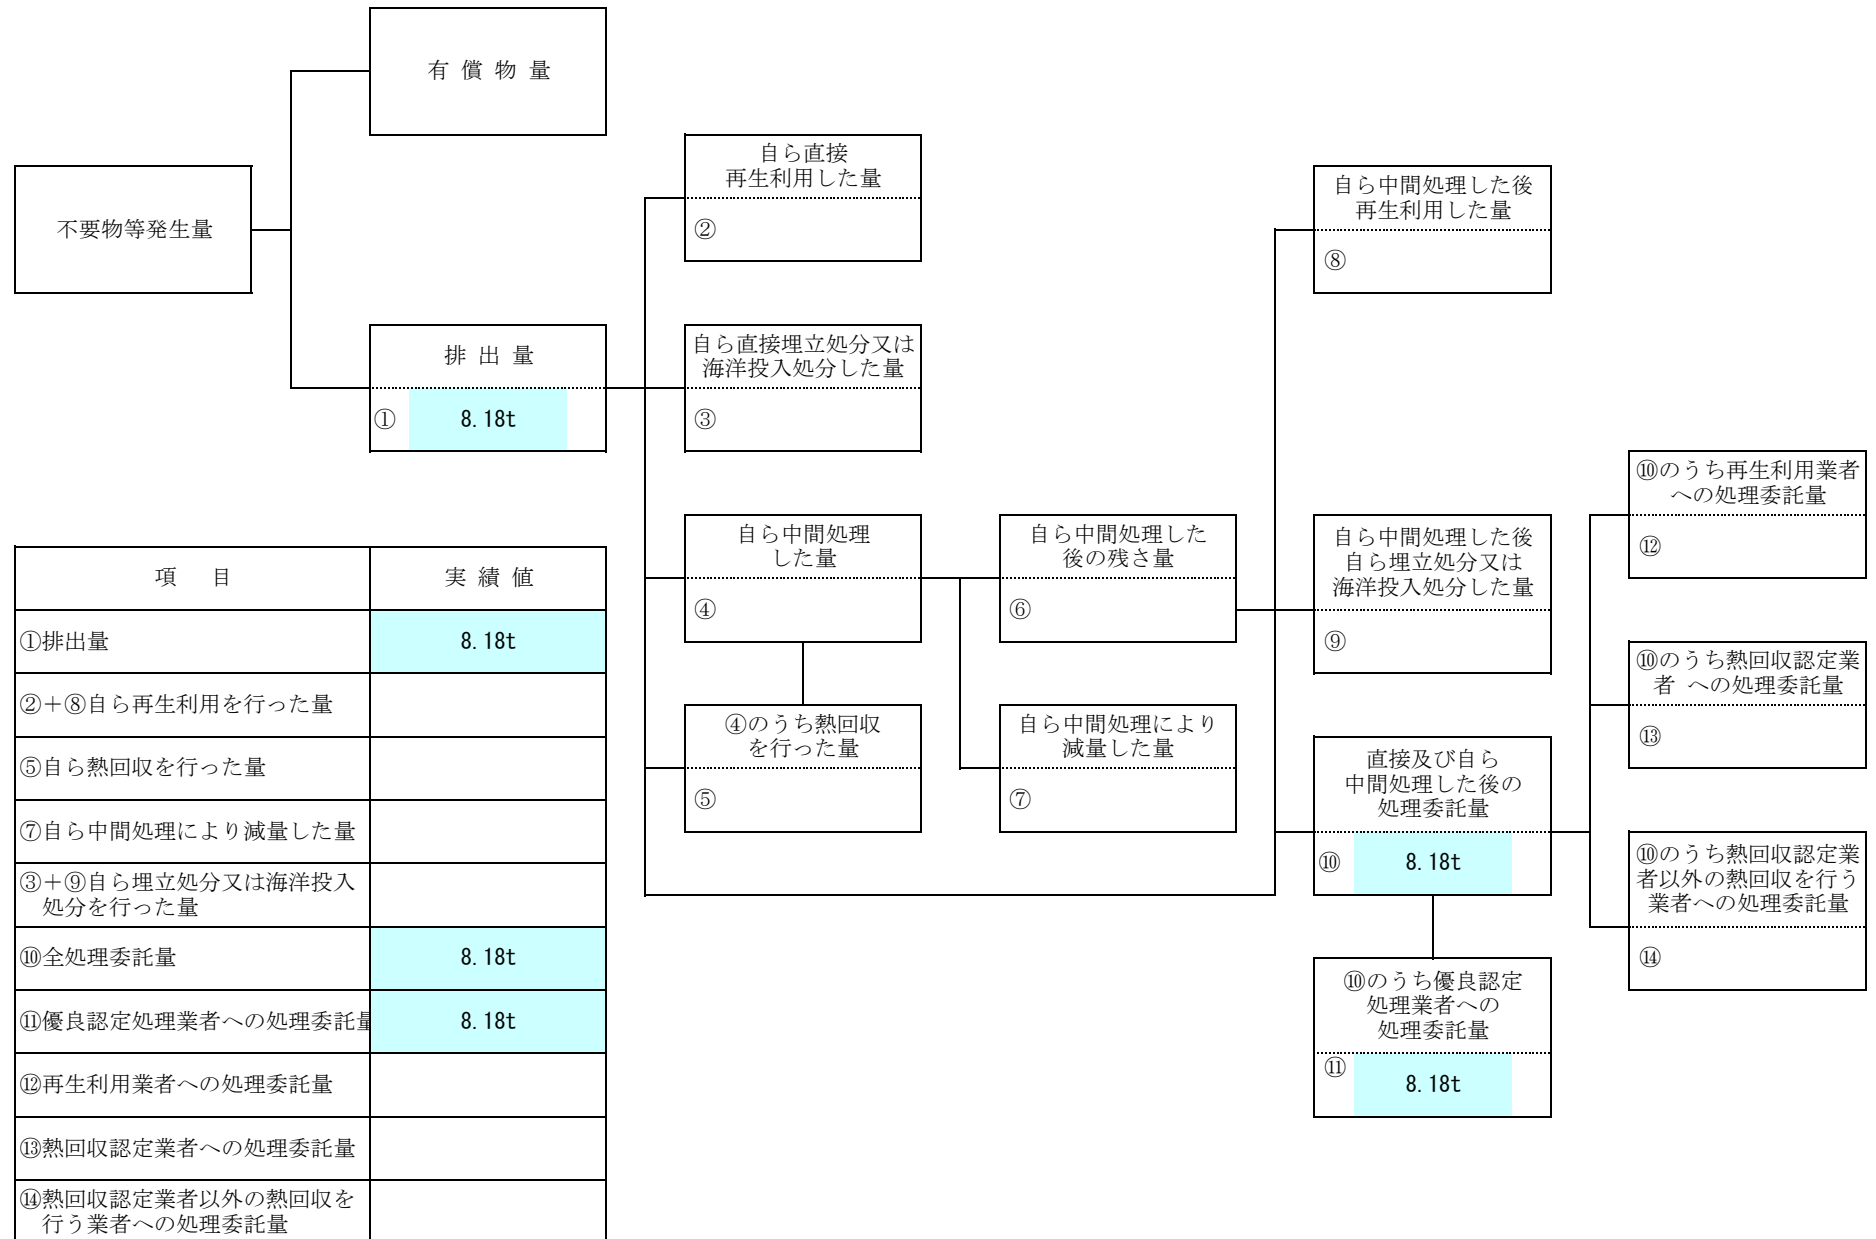 有 償 物 量
不要物等発生量
自ら直接
再生利用した量
②
自ら中間処理した後
再生利用した量
⑧
排 出 量
① 8.18t
自ら直接埋立処分又は
海洋投入処分した量
③
自ら中間処理
した量
④
自ら中間処理した
後の残さ量
⑥
自ら中間処理した後
自ら埋立処分又は
海洋投入処分した量
⑨
⑩のうち再生利用業者
への処理委託量
⑫
⑩のうち熱回収認定業
者 への処理委託量
⑬
④のうち熱回収
を行った量
⑤
自ら中間処理により
減量した量
⑦
直接及び自ら
中間処理した後の
処理委託量
⑩ 8.18t
⑩のうち熱回収認定業
者以外の熱回収を行う
業者への処理委託量
⑭
⑩のうち優良認定
処理業者への
処理委託量
⑪ 8.18t
項 目 実 績 値
①排出量 8.18t
②＋⑧自ら再生利用を行った量
⑤自ら熱回収を行った量
⑦自ら中間処理により減量した量
③＋⑨自ら埋立処分又は海洋投入
処分を行った量
⑩全処理委託量 8.18t
⑪優良認定処理業者への処理委託量 8.18t
⑫再生利用業者への処理委託量
⑬熱回収認定業者への処理委託量
⑭熱回収認定業者以外の熱回収を
行う業者への処理委託量